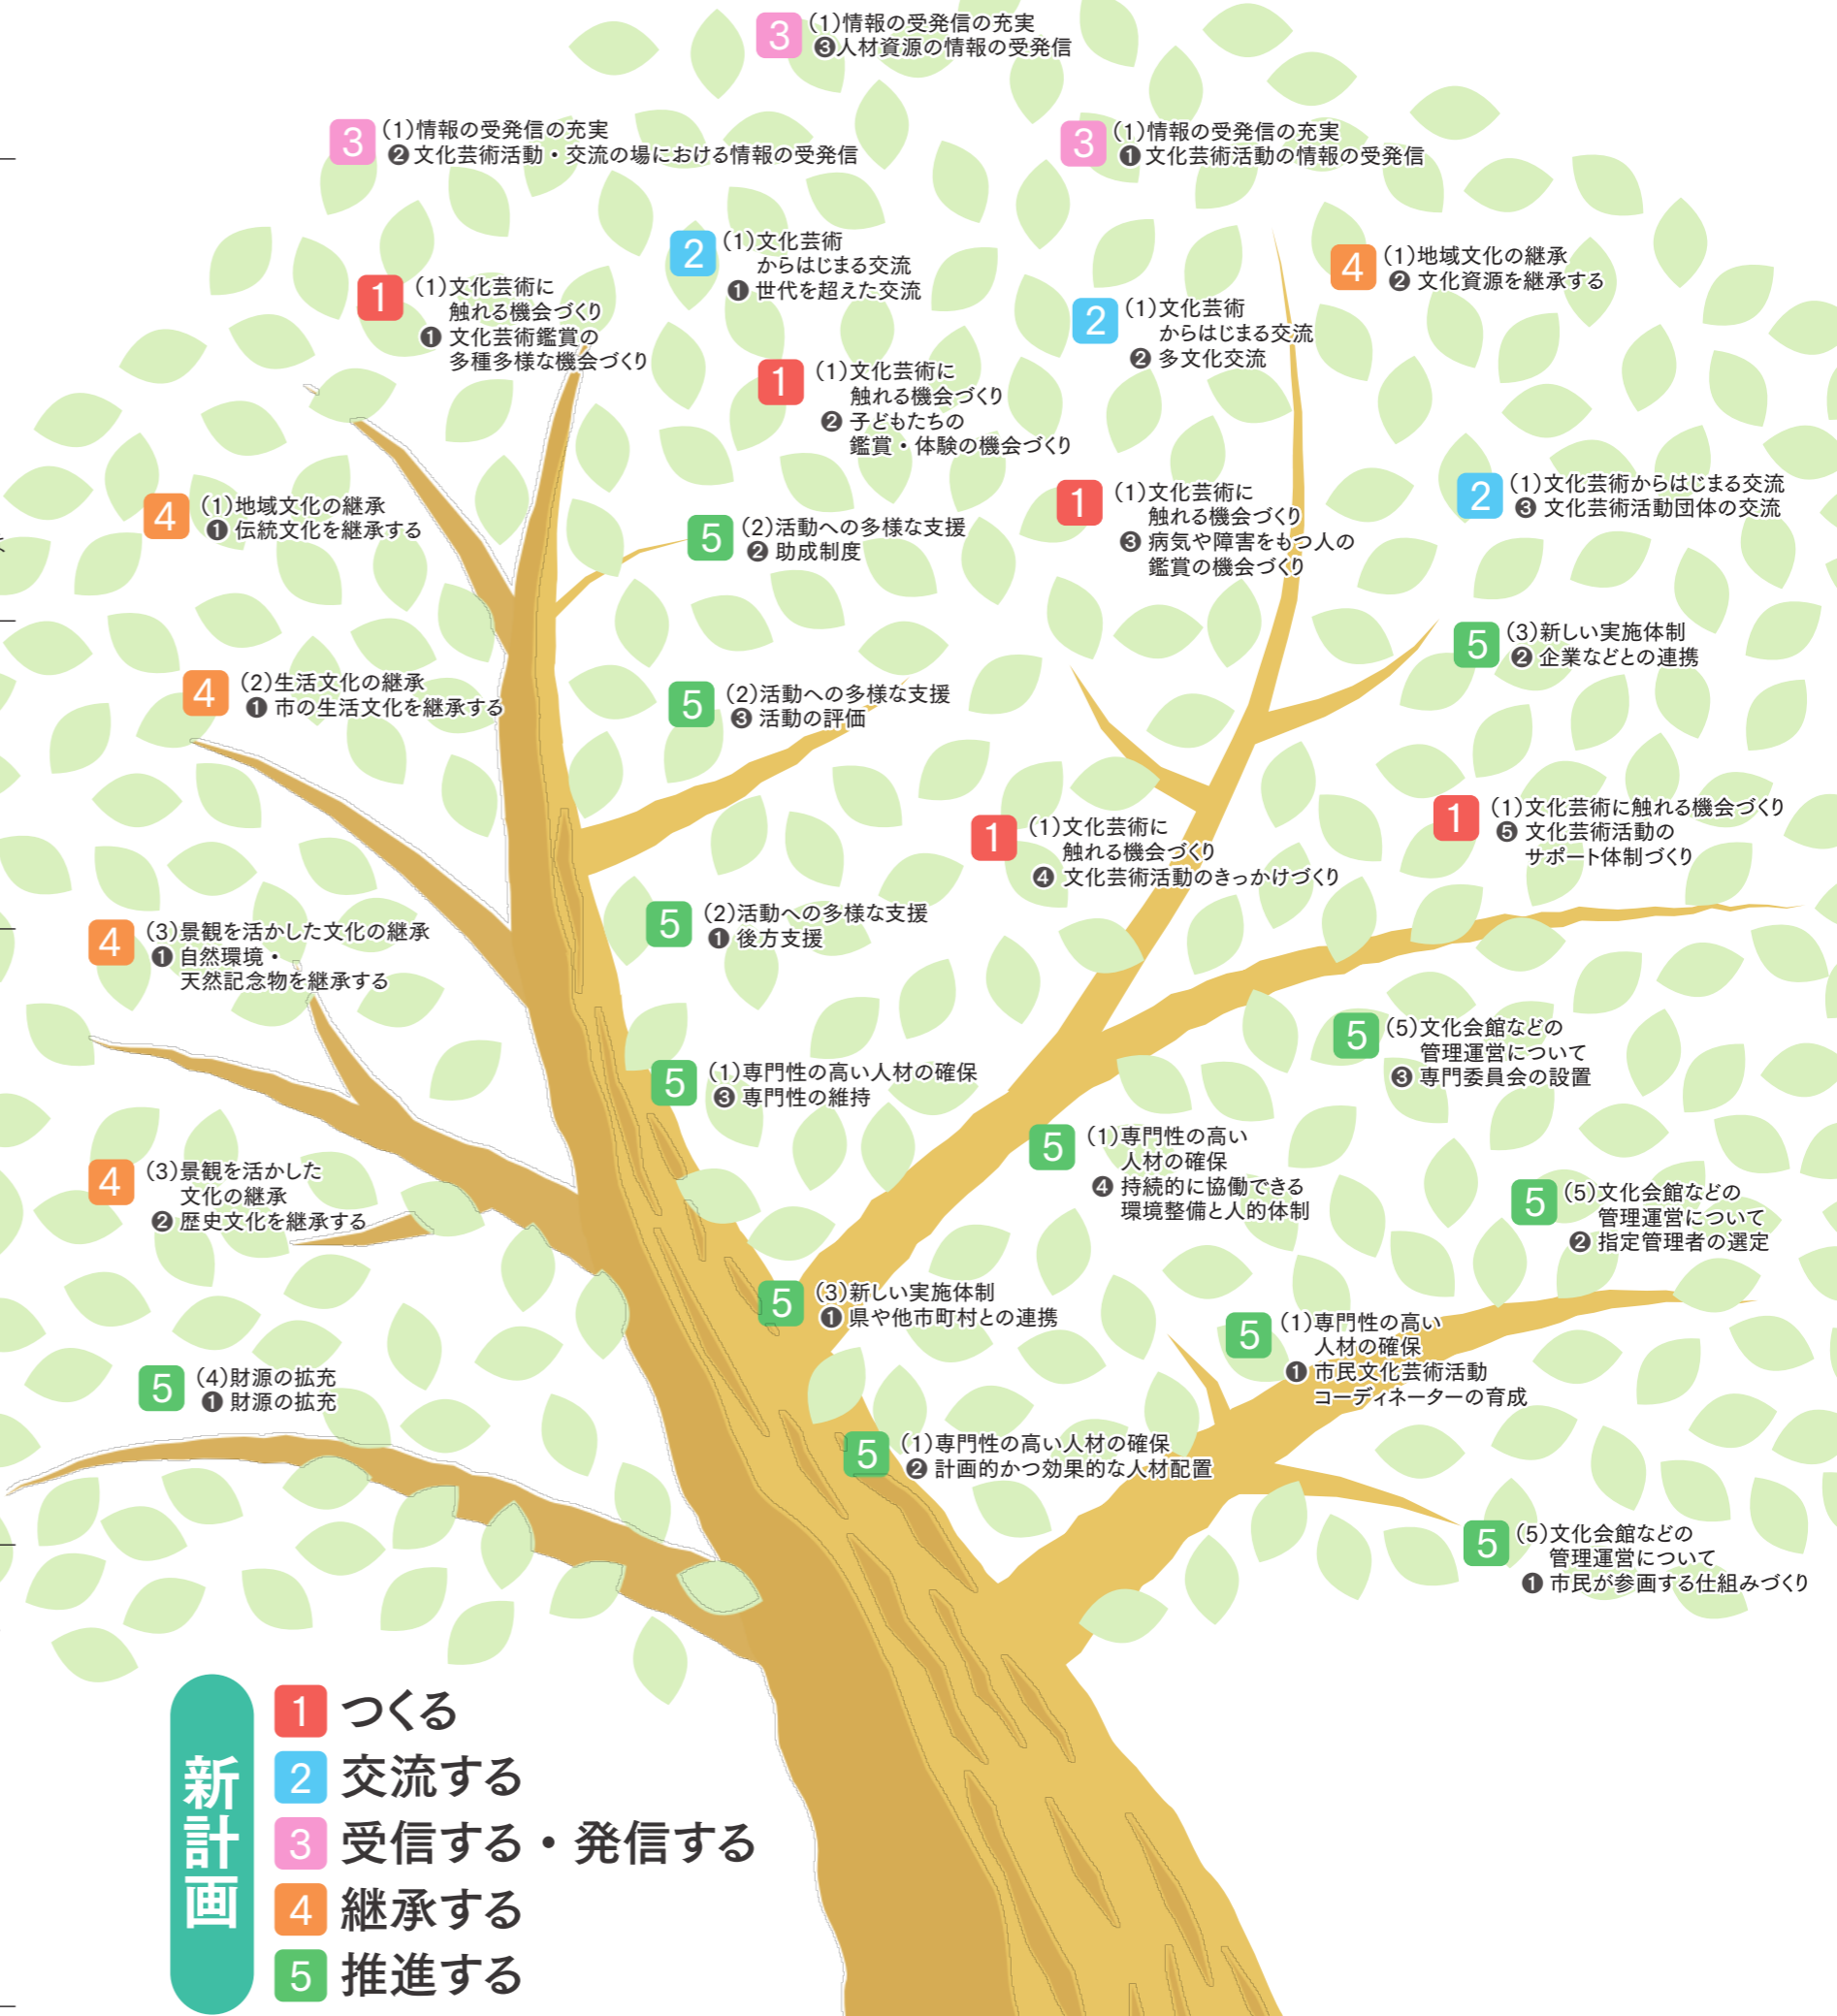 3 (1)情報の受発信の充実
❸人材資源の情報の受発信
3 (1)情報の受発信の充実
❷文化芸術活動・交流の場における情報の受発信
3 (1)情報の受発信の充実
❶文化芸術活動の情報の受発信
2 (1)文化芸術
からはじまる交流
❶世代を超えた交流
4 (1)地域文化の継承
❷文化資源を継承する
1 (1)文化芸術に
触れる機会づくり
❶文化芸術鑑賞の
多種多様な機会づくり
2 (1)文化芸術
からはじまる交流
❷多文化交流
1 (1)文化芸術に
触れる機会づくり
❷子どもたちの
鑑賞・体験の機会づくり
4 (1)地域文化の継承
❶伝統文化を継承する
5 (2)活動への多様な支援
❷助成制度
1 (1)文化芸術に
触れる機会づくり
❸病気や障害をもつ人の
鑑賞の機会づくり
2 (1)文化芸術からはじまる交流
❸文化芸術活動団体の交流
5 (3)新しい実施体制
❷企業などとの連携
4 (2)生活文化の継承
❶市の生活文化を継承する
5 (2)活動への多様な支援
❸活動の評価
1 (1)文化芸術に
触れる機会づくり
❹文化芸術活動のきっかけづくり
1 (1)文化芸術に触れる機会づくり
❺文化芸術活動の
サポート体制づくり
4 (3)景観を活かした文化の継承
❶自然環境・
天然記念物を継承する
5 (2)活動への多様な支援
❶後方支援
5 (5)文化会館などの
管理運営について
❸専門委員会の設置
5 (1)専門性の高い人材の確保
❸専門性の維持
5 (1)専門性の高い
人材の確保
❹持続的に協働できる
環境整備と人的体制
4 (3)景観を活かした
文化の継承
❷歴史文化を継承する
5 (5)文化会館などの
管理運営について
❷指定管理者の選定
5 (3)新しい実施体制
❶県や他市町村との連携
5 (1)専門性の高い
人材の確保
❶市民文化芸術活動
コーディネーターの育成
5 (4)財源の拡充
❶財源の拡充
5 (1)専門性の高い人材の確保
❷計画的かつ効果的な人材配置
5 (5)文化会館などの
管理運営について
❶市民が参画する仕組みづくり
新計画
1 つくる
2 交流する
3 受信する・発信する
4 継承する
5 推進する